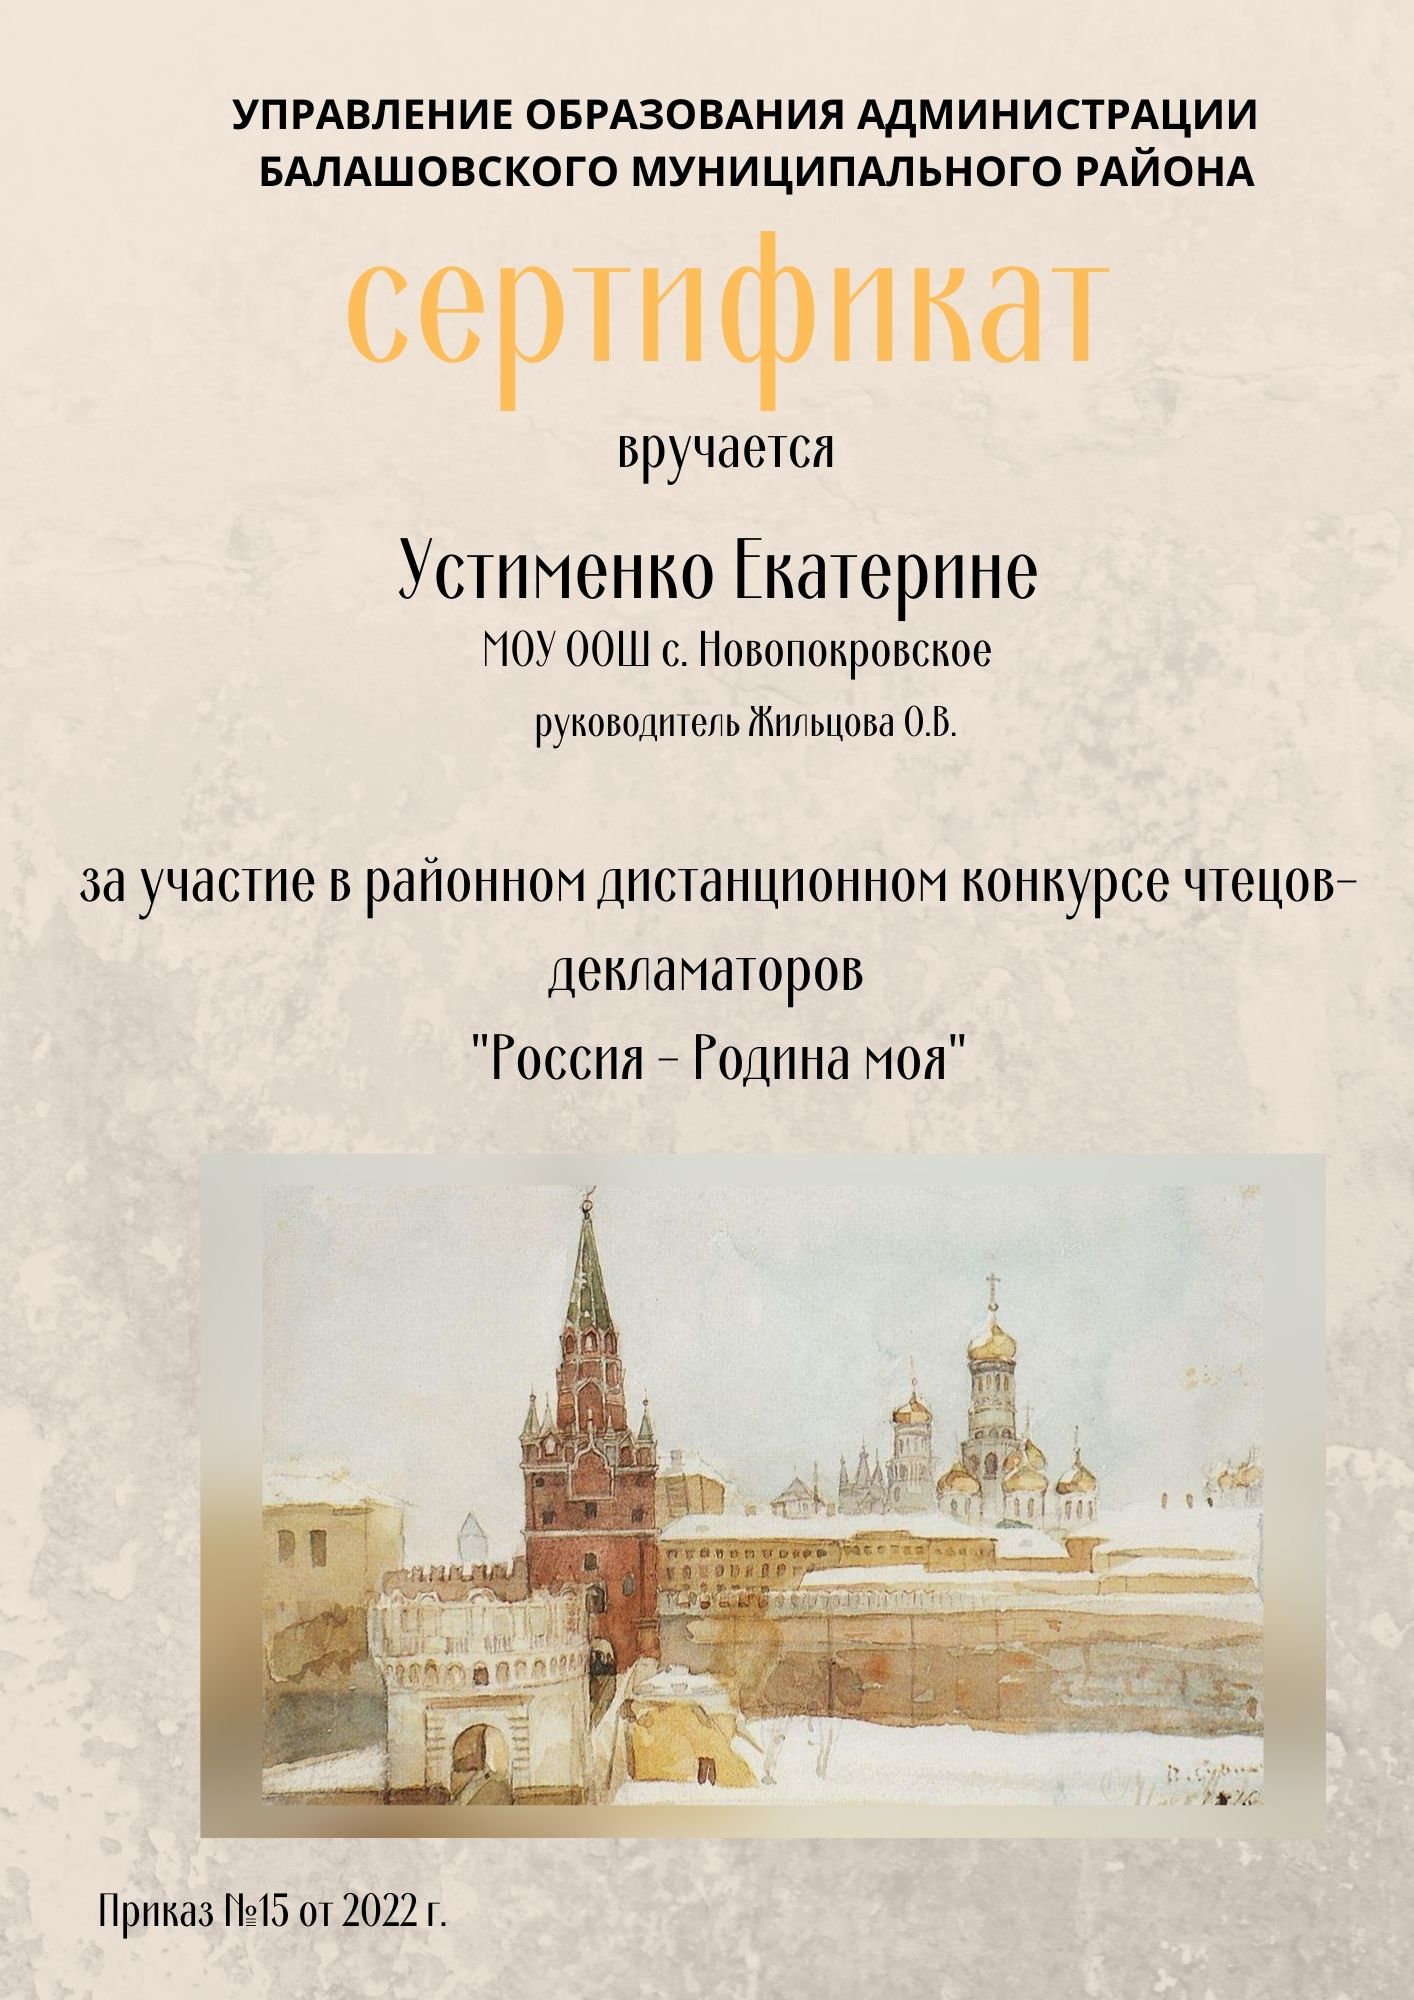 УПРАВЛЕНИЕ ОБРАЗОВАНИЯ АДМИНИСТРАЦИИ
БАЛАШОВСКОГО МУНИЦИПАЛЬНОГО РАЙОНА
сертификат
вручается
Устименко Екатерине
МОУ ООШ с. Новопокровское
руководитель Жильцова О.В.
за участие в районном дистанционном конкурсе чтецов-
декламаторов
"Россия - Родина моя"
Приказ №15 от 2022 г.